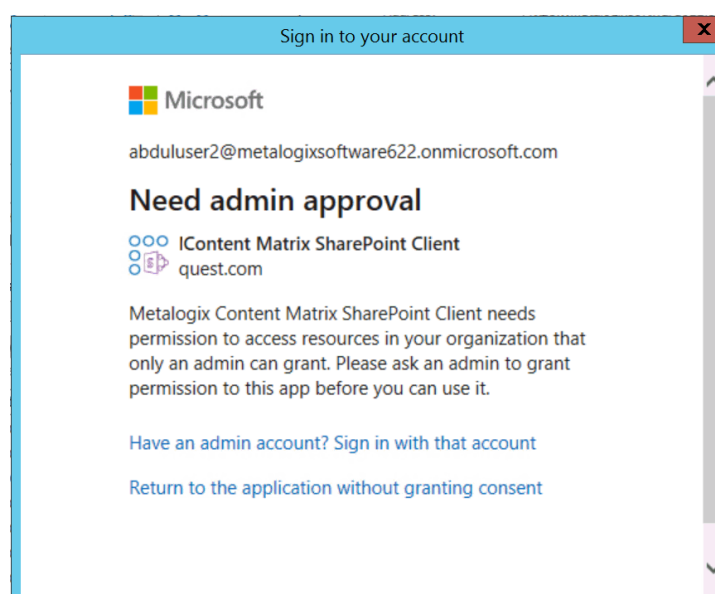 Sign in to your account
X
Microsoft
abduluser2@metalogixsoftware622.onmicrosoft.com
Need admin approval
lContent Matrix SharePoint Client
quest.com
Metalogix Content Matrix SharePoint Client needs
permission to access resources in your organization that
only an admin can grant. Please ask an admin to grant
permission to this app before you can use it.
Have an admin account? Sign in with that account
Return to the application without granting consent